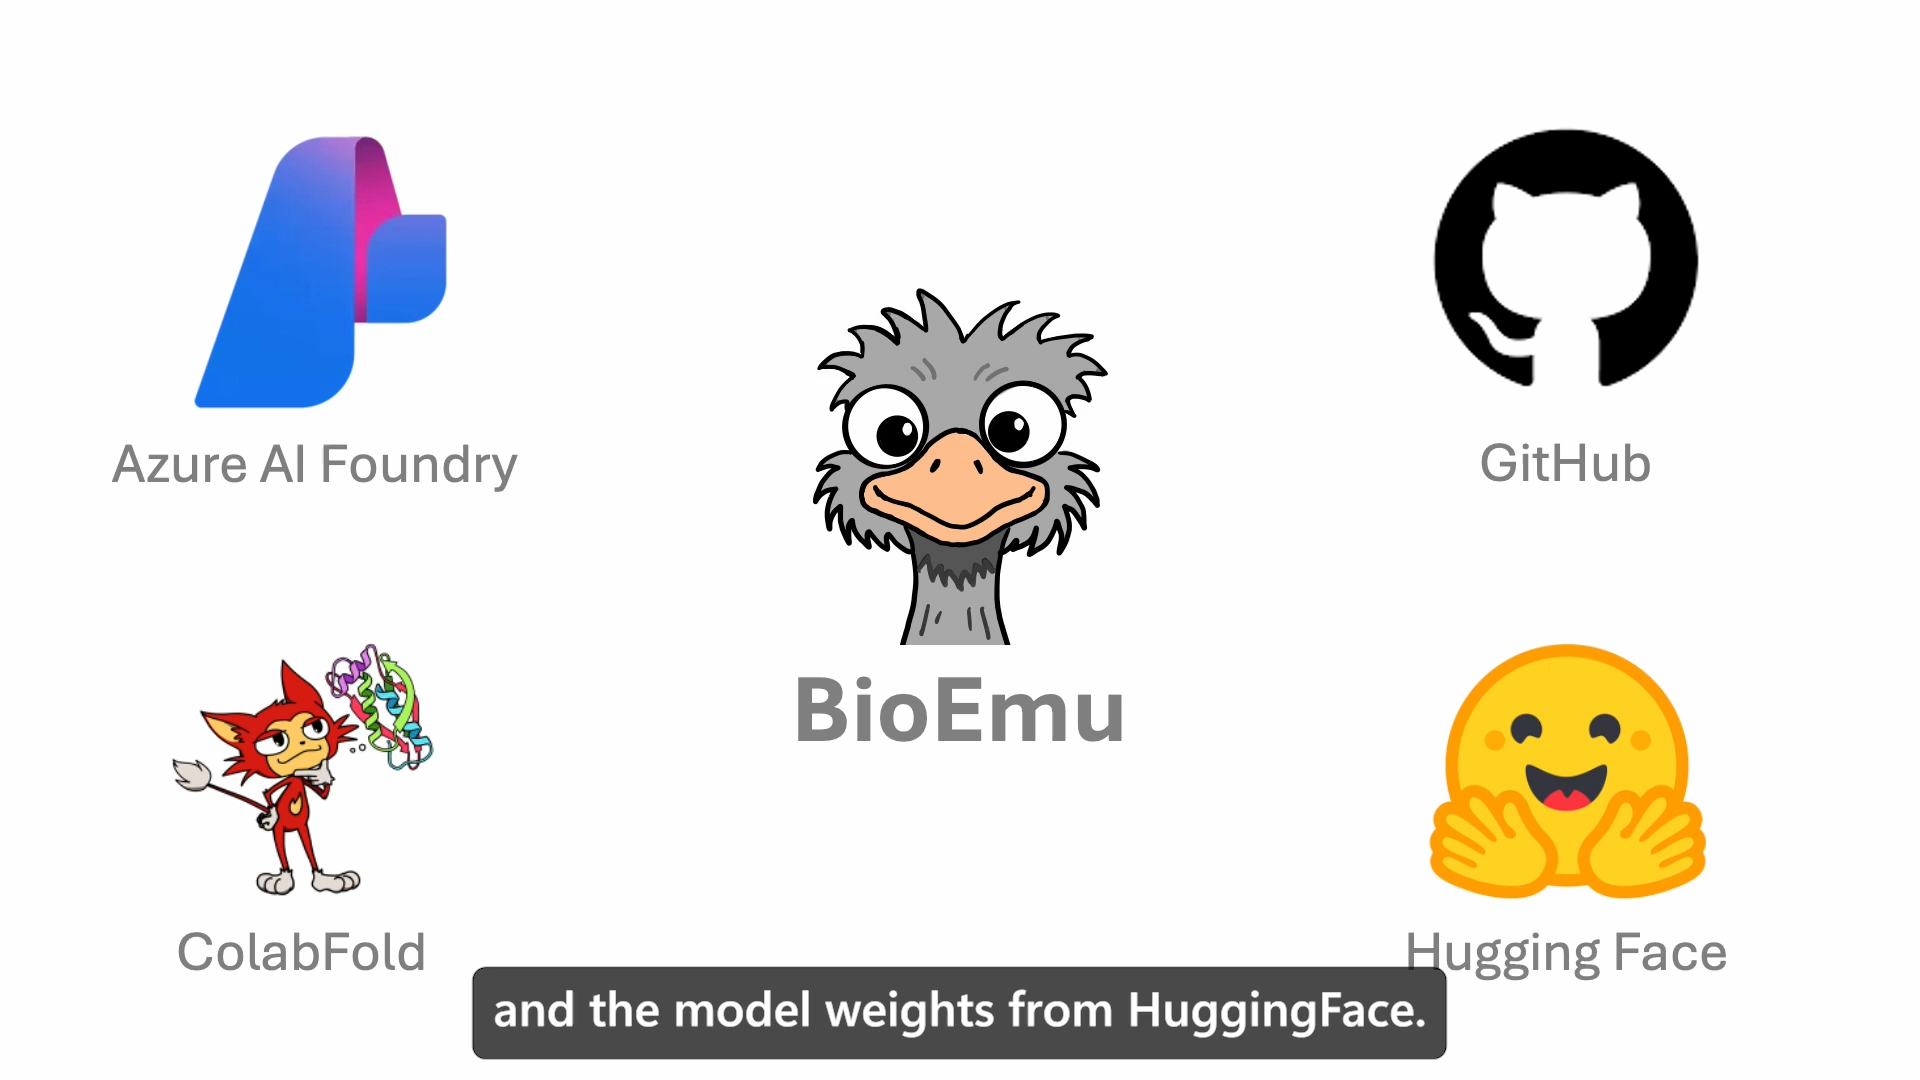 Azure AI Foundry
GitHub
BioEmu
ColabFold
Hugging Face
and the model weights from HuggingFace.